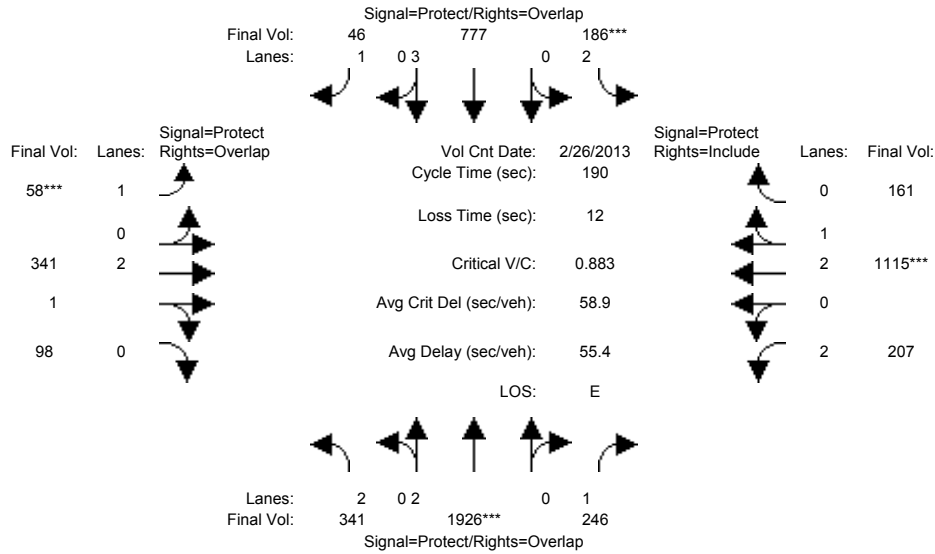 Signal=Protect/Rights=Overlap
Final Vol: 46 777 186***
Lanes: 1 0 3 0 2
Signal=Protect
Final Vol: Lanes: Rights=Overlap
Vol Cnt Date: 2/26/2013
Signal=Protect
Rights=Include Lanes: Final Vol:
Cycle Time (sec): 190
58*** 1
0 161
Loss Time (sec): 12
0
1
341 2
Critical V/C: 0.883
2 1115***
1
Avg Crit Del (sec/veh): 58.9
0
98 0
Avg Delay (sec/veh): 55.4
2 207
LOS: E
Lanes: 2 0 2 0 1
Final Vol: 341 1926*** 246
Signal=Protect/Rights=Overlap